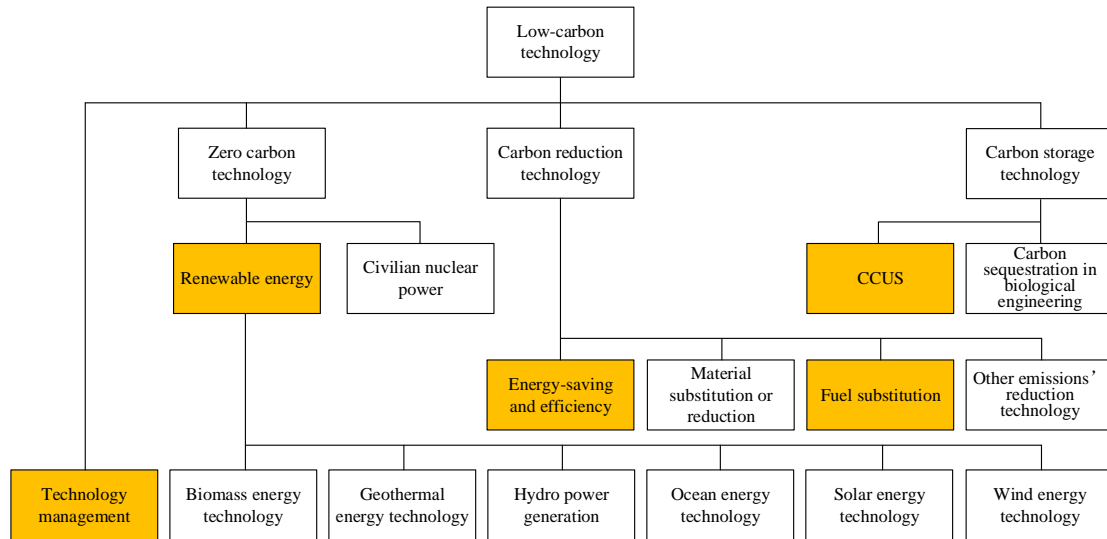 Low-carbon
technology
Zero carbon
technology
Carbon reduction
technology
Carbon storage
technology
Renewable energy
Civilian nuclear
power
CCUS
Carbon
sequestration in
biological
engineering
Energy-saving
and efficiency
Material
substitution or
reduction
Fuel substitution
Other emissions’
reduction
technology
Technology
management
Biomass energy
technology
Geothermal
energy technology
Hydro power
generation
Ocean energy
technology
Solar energy
technology
Wind energy
technology